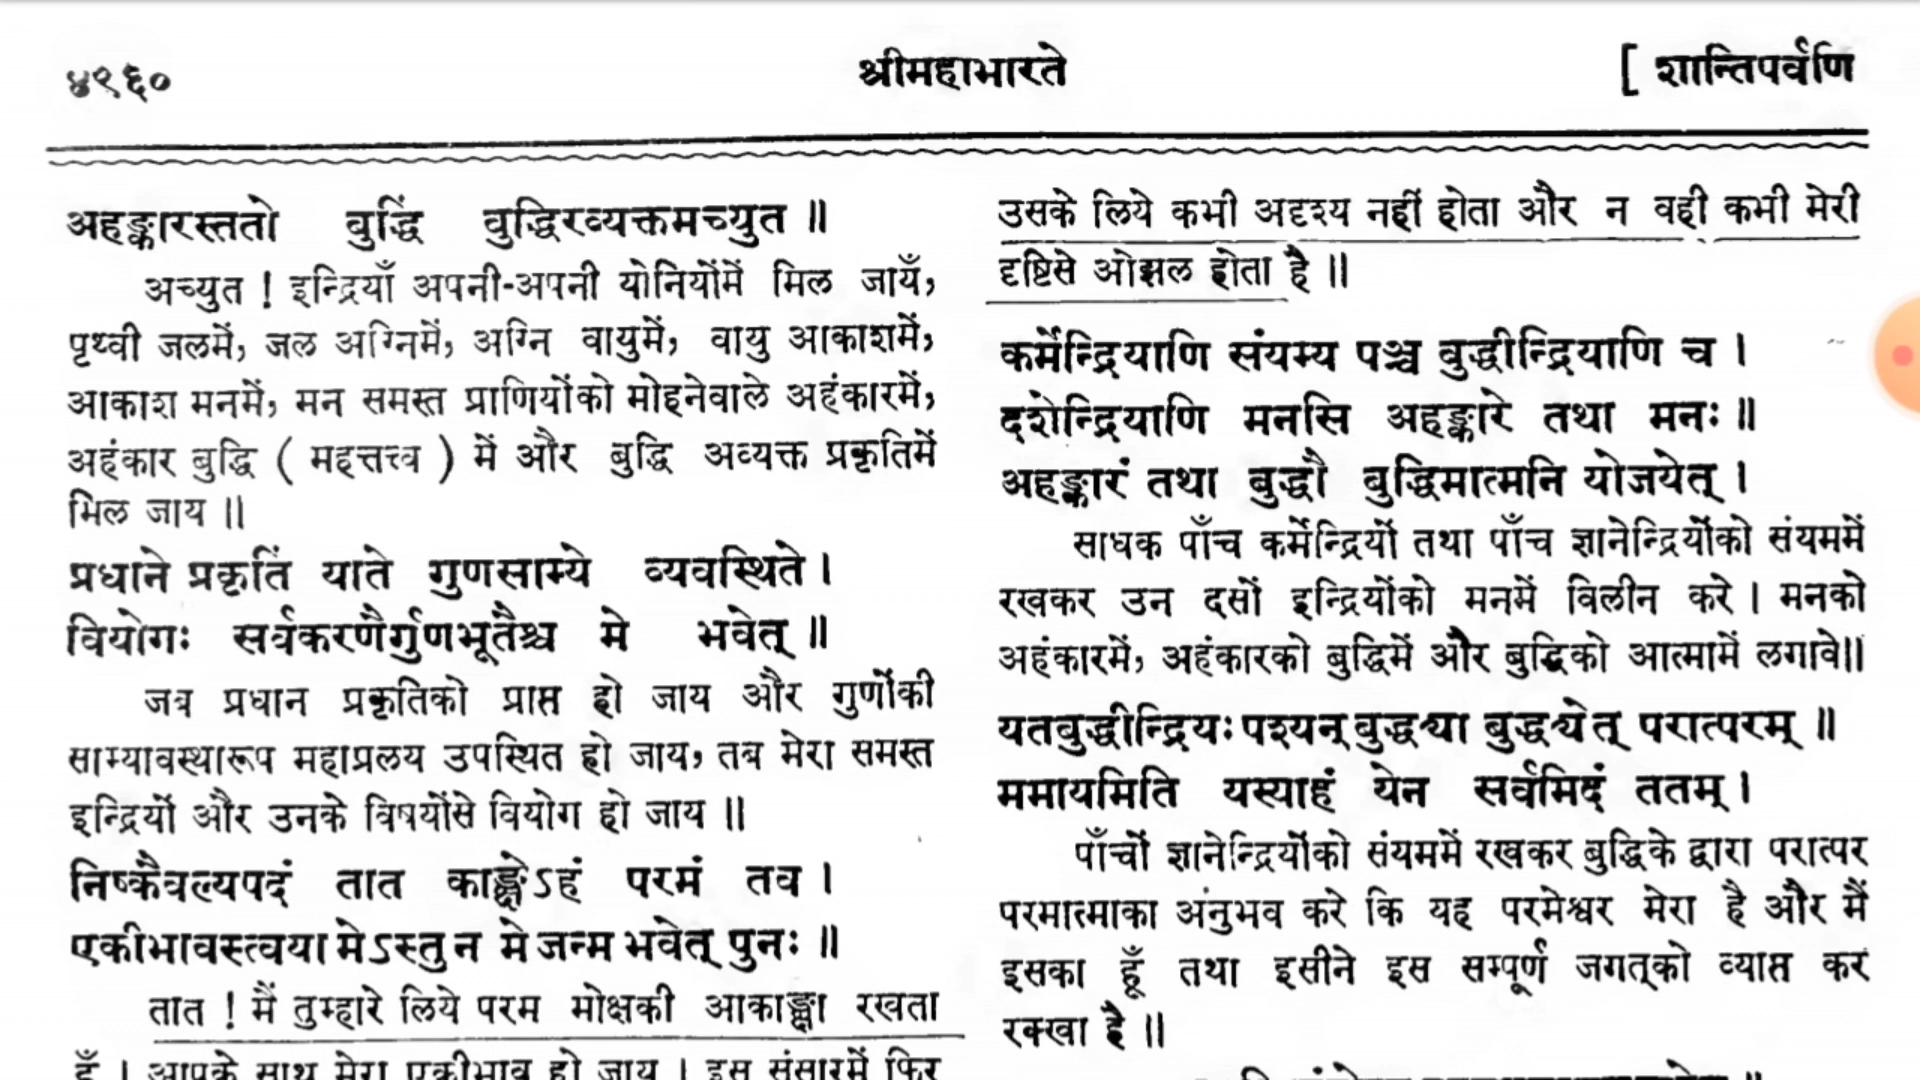 ४९६०
श्रीमहाभारते
[ शान्तिपर्वणि
अहङ्कारस्ततो बुद्धिं बुद्धिरव्यक्तमच्युत ॥
अच्युत ! इन्द्रियाँ अपनी-अपनी योनियोंमें मिल जायँ,
पृथ्वी जलमें, जल अग्निमें, अग्नि वायुमें, वायु आकाशमें,
आकाश मनमें, मन समस्त प्राणियोंको मोहनेवाले अहंकारमें,
अहंकार बुद्धि ( महत्तत्त्व ) में और बुद्धि अव्यक्त प्रकृतिमें
मिल जाय ॥
प्रधाने प्रकृतिं याते गुणसाम्ये व्यवस्थिते ।
वियोगः सर्वकरणैर्गुणभूतैश्च मे भवेत् ॥
जब प्रधान प्रकृतिको प्राप्त हो जाय और गुणोंकी
साम्यावस्थारूप महाप्रलय उपस्थित हो जाय, तब मेरा समस्त
इन्द्रियों और उनके विषयोंसे वियोग हो जाय ॥
निष्कैवल्यपदं तात काङ्क्षेऽहं परमं तव ।
एकीभावस्त्वया मेऽस्तु न मे जन्म भवेत् पुनः ॥
तात ! मैं तुम्हारे लिये परम मोक्षकी आकाङ्क्षा रखता
हूँ । आपके साथ मेरा एकीभाव हो जाय । इस संसारमें फिर
उसके लिये कभी अदृश्य नहीं होता और न वही कभी मेरी
दृष्टिसे ओझल होता है ॥
कर्मेन्द्रियाणि संयम्य पञ्च बुद्धीन्द्रियाणि च ।
दशेन्द्रियाणि मनसि अहङ्कारे तथा मनः ॥
अहङ्कारं तथा बुद्धौ बुद्धिमात्मनि योजयेत् ।
साधक पाँच कर्मेन्द्रियों तथा पाँच ज्ञानेन्द्रियोंको संयममें
रखकर उन दसों इन्द्रियोंको मनमें विलीन करे । मनको
अहंकारमें, अहंकारको बुद्धिमें और बुद्धिको आत्मामें लगावे॥
यतबुद्धीन्द्रियः पश्यन् बुद्ध्या बुद्ध्येत् परात्परम् ॥
ममायमिति यस्याहं येन सर्वमिदं ततम् ।
पाँचों ज्ञानेन्द्रियोंको संयममें रखकर बुद्धिके द्वारा परात्पर
परमात्माका अनुभव करे कि यह परमेश्वर मेरा है और मैं
इसका हूँ तथा इसीने इस सम्पूर्ण जगत्को व्याप्त कर
रक्खा है ॥